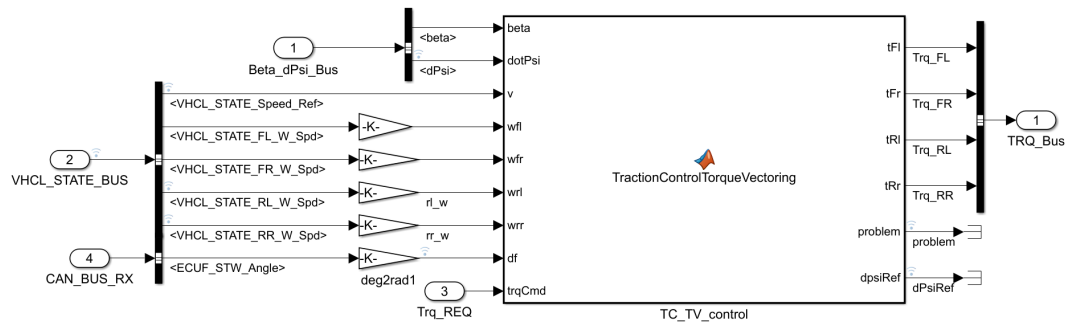 1
Beta_dPsi_Bus
<beta>
<dPsi>
2
VHCL_STATE_BUS
<VHCL_STATE_Speed_Ref>
<VHCL_STATE_FL_W_Spd>
<VHCL_STATE_FR_W_Spd>
<VHCL_STATE_RL_W_Spd>
<VHCL_STATE_RR_W_Spd>
4
CAN_BUS_RX
<ECUF_STW_Angle>
-K-
-K-
-K-
rl_w
-K-
rr_w
-K-
deg2rad1
3
Trq_REQ
beta
dotPsi
v
wfl
wfr
wrl
wrr
df
trqCmd
TractionControlTorqueVectoring
TC_TV_control
tFl
tFr
tRl
tRr
problem
dpsiRef
Trq_FL
Trq_FR
Trq_RL
Trq_RR
problem
dPsiRef
1
TRQ_Bus